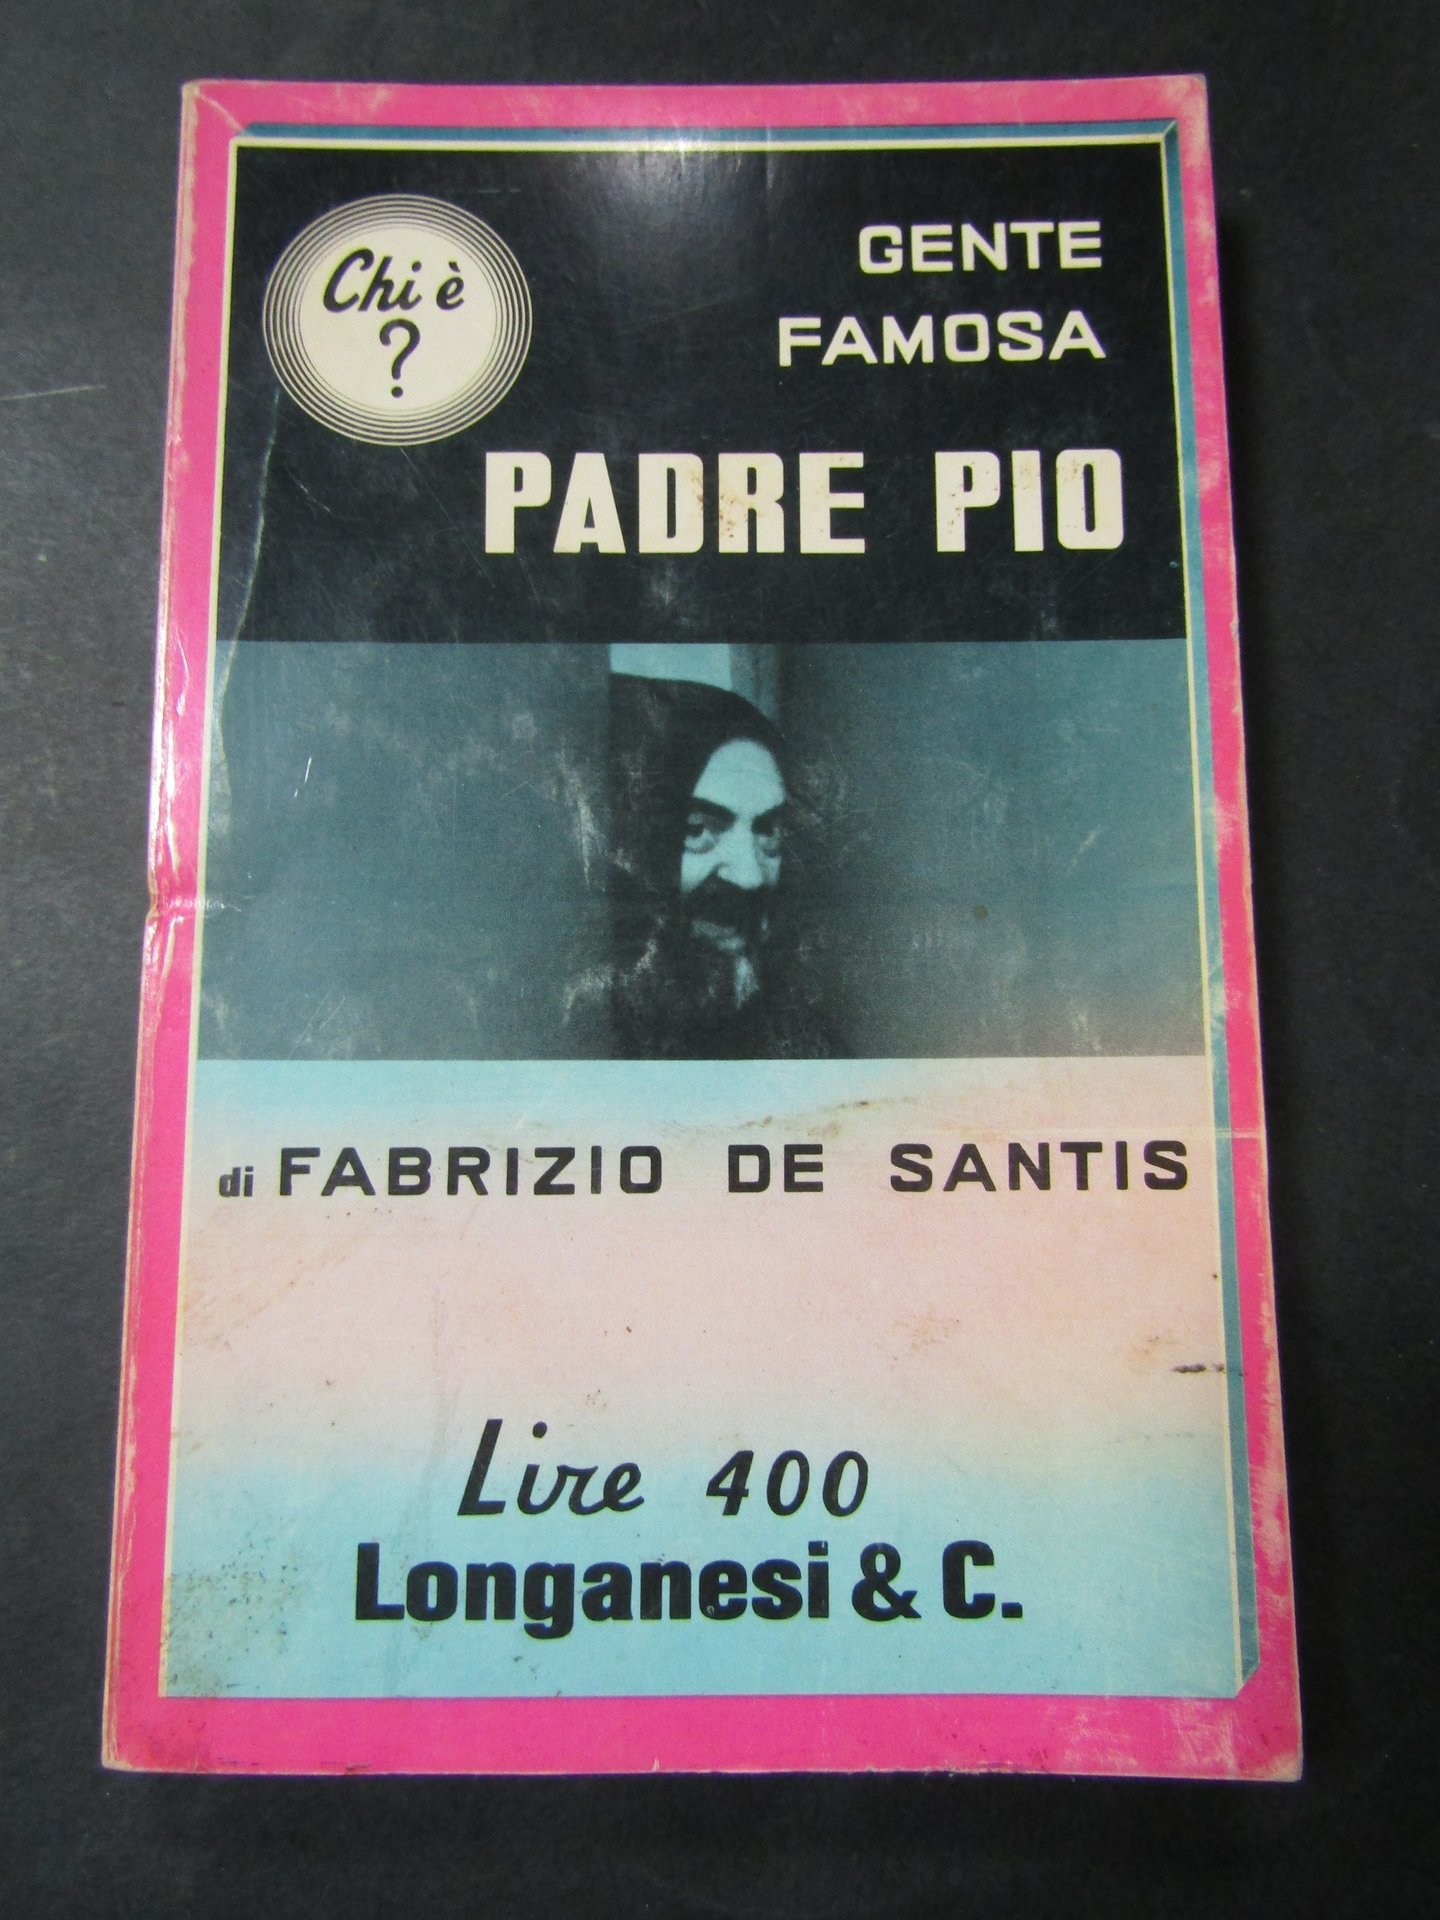 Chi è
?
GENTE
FAMOSA
PADRE PIO
di FABRIZIO DE SANTIS
Lire 400
Longanesi & C.